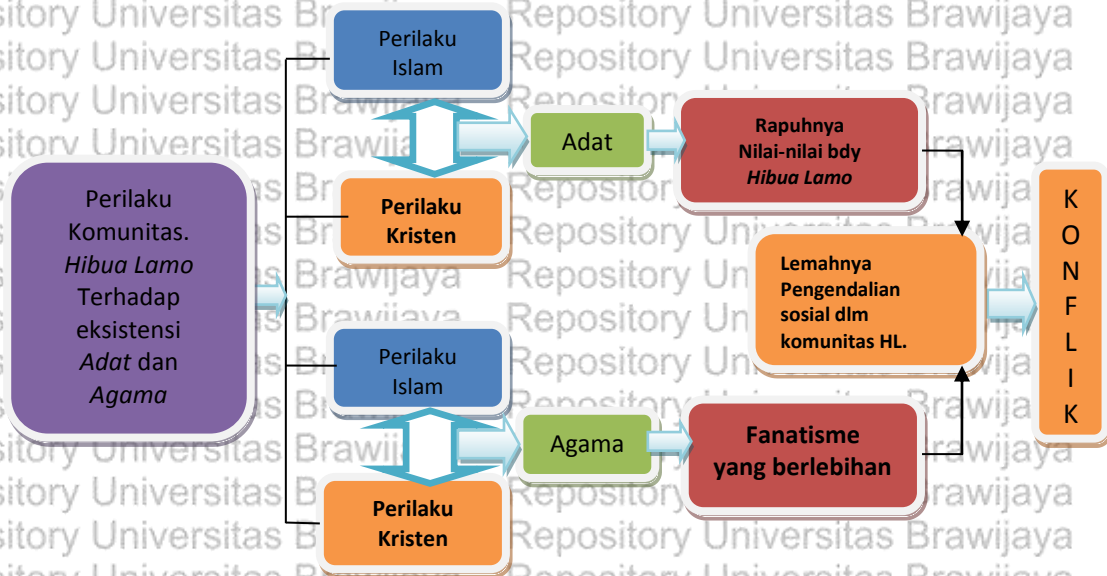 Perilaku
Komunitas.
Hibua Lamo
Terhadap
eksistensi
Adat dan
Agama
Perilaku
Islam
Perilaku
Kristen
Adat
Rapuhnya
Nilai-nilai bdy
Hibua Lamo
Perilaku
Islam
Perilaku
Kristen
Agama
Fanatisme
yang berlebihan
Lemahnya
Pengendalian
sosial dlm
komunitas HL.
K
O
N
F
L
I
K
Repository Universitas Brawijaya